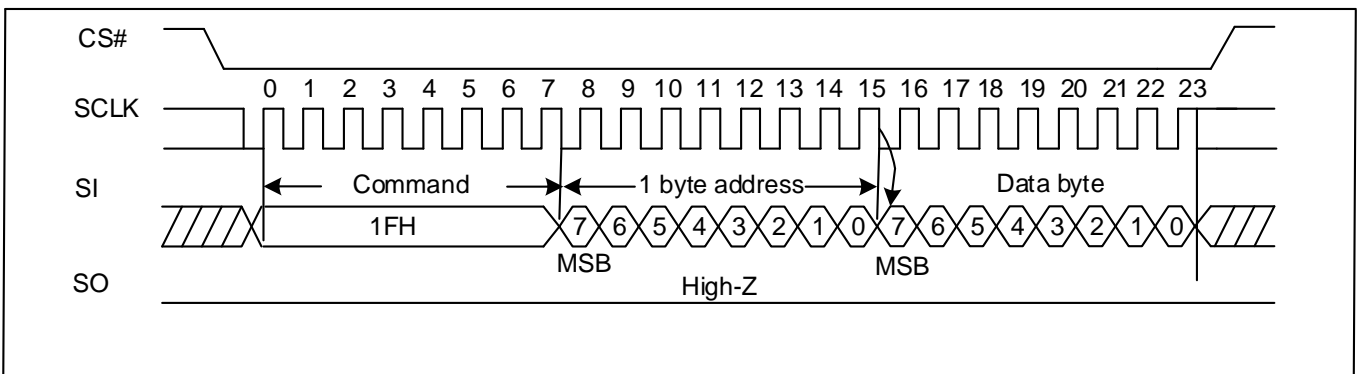 CS#
0 1 2 3 4 5 6 7 8 9 10 11 12 13 14 15 16 17 18 19 20 21 22 23
SCLK
SI Command 1 byte address Data byte
1FH 7 6 5 4 3 2 1 0 7 6 5 4 3 2 1 0
MSB MSB
SO High-Z